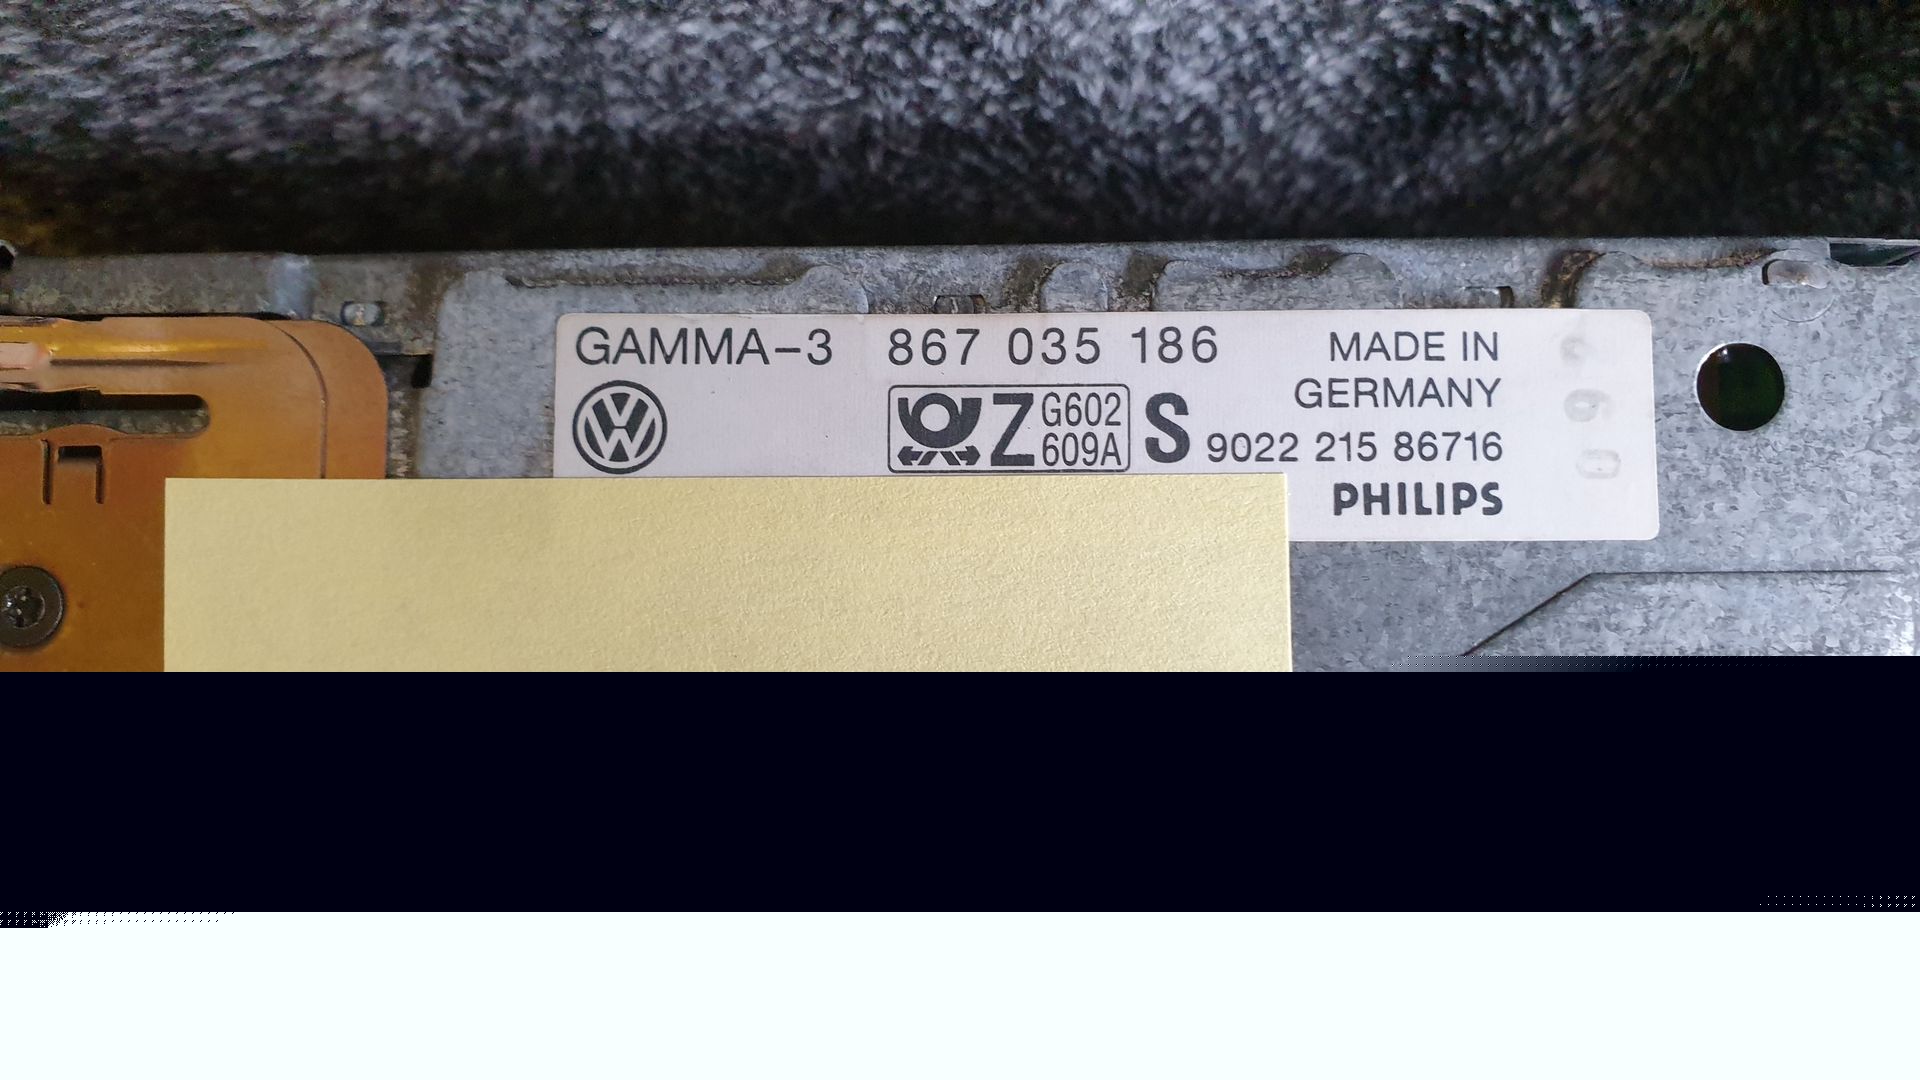 GAMMA-3 867 035 186 MADE IN
GERMANY
Z G602 609A S 9022 215 86716
PHILIPS